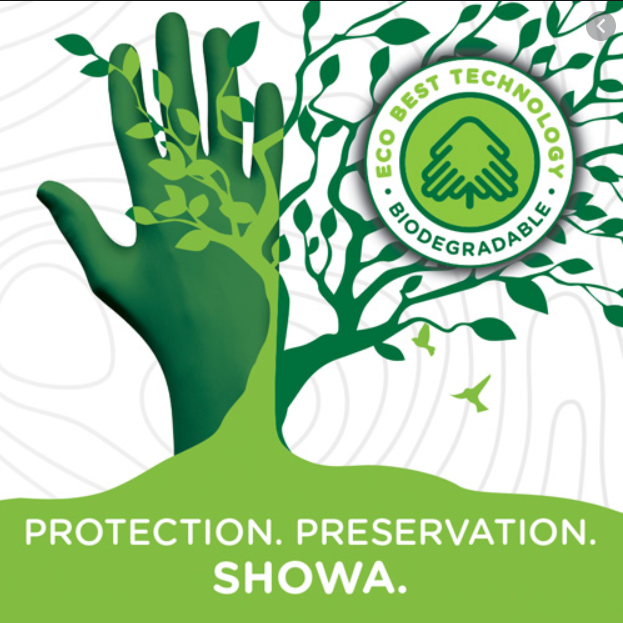 ECO BEST TECHNOLOGY
• BIODEGRADABLE •
PROTECTION. PRESERVATION.
SHOWA.